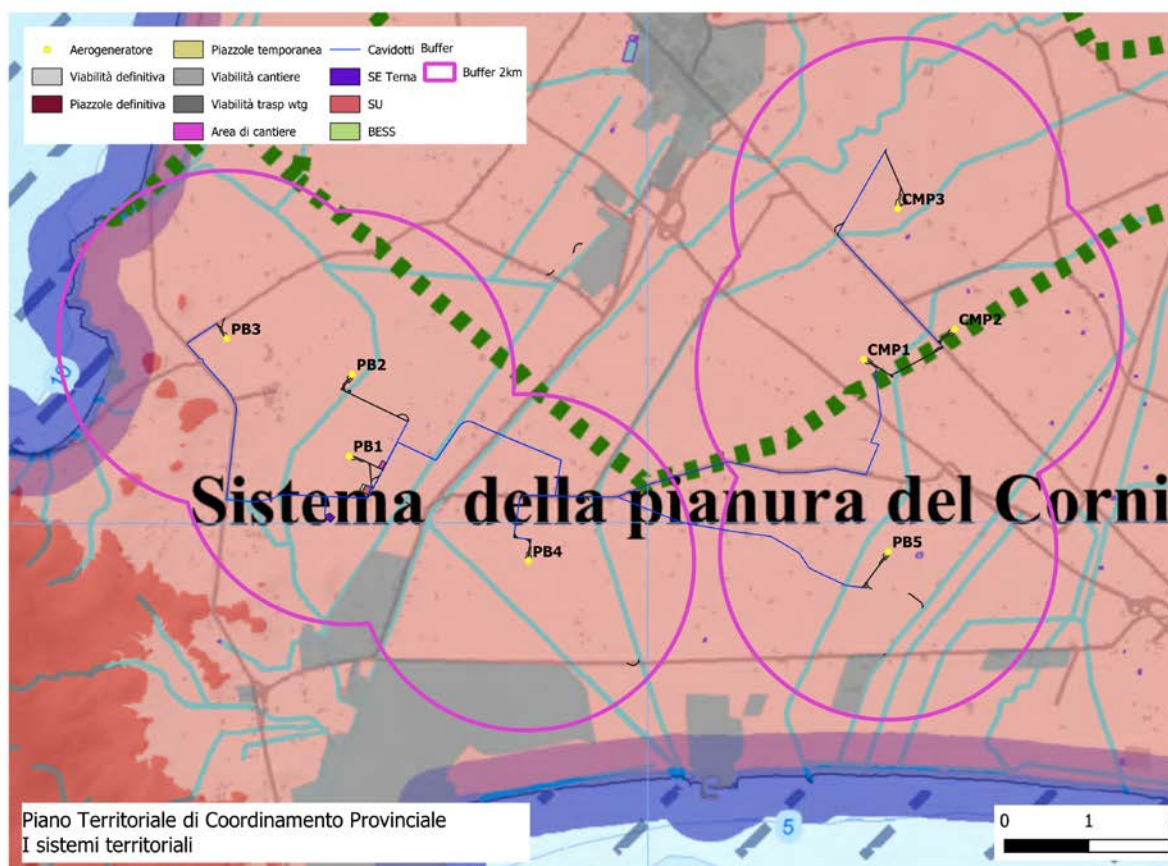 Aerogeneratore
Viabilità definitiva
Piazzole definitiva
Piazzole temporanea
Viabilità cantiere
Viabilità trasp wtg
Area di cantiere
Cavidotti
SE Terna
SU
BESS
Buffer
Buffer 2km
CMP3
CMP2
CMP1
PB3
PB2
PB1
Sistema della pianura del Corni
PB4
PB5
10
5
Piano Territoriale di Coordinamento Provinciale
I sistemi territoriali
0 1